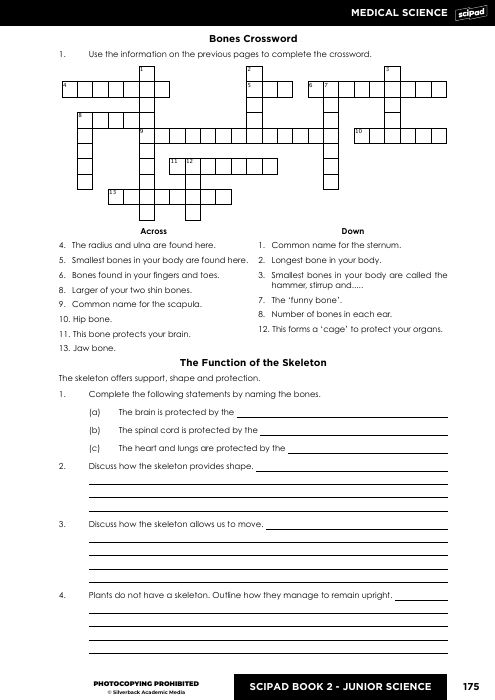 MEDICAL SCIENCE
scipad
Bones Crossword
1. Use the information on the previous pages to complete the crossword.
1 2 3
4 5 6 7
8
9 10
11 12
13
Across
4. The radius and ulna are found here.
5. Smallest bones in your body are found here.
6. Bones found in your fingers and toes.
8. Larger of your two shin bones.
9. Common name for the scapula.
10. Hip bone.
11. This bone protects your brain.
13. Jaw bone.
Down
1. Common name for the sternum.
2. Longest bone in your body.
3. Smallest bones in your body are called the
hammer, stirrup and.....
7. The ‘funny bone’.
8. Number of bones in each ear.
12. This forms a ‘cage’ to protect your organs.
The Function of the Skeleton
The skeleton offers support, shape and protection.
1. Complete the following statements by naming the bones.
(a) The brain is protected by the
(b) The spinal cord is protected by the
(c) The heart and lungs are protected by the
2. Discuss how the skeleton provides shape.
3. Discuss how the skeleton allows us to move.
4. Plants do not have a skeleton. Outline how they manage to remain upright.
PHOTOCOPYING PROHIBITED
© Silverback Academic Media
SCIPAD BOOK 2 - JUNIOR SCIENCE
175